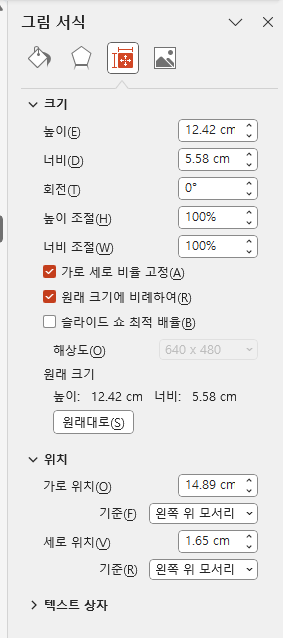 그림 서식
크기
높이(E) 12.42 cm
너비(D) 5.58 cm
회전(T) 0°
높이 조절(H) 100%
너비 조절(W) 100%
가로 세로 비율 고정(A)
원래 크기에 비례하여(R)
슬라이드 쇼 최적 배율(B)
해상도(O) 640 x 480
원래 크기
높이: 12.42 cm 너비: 5.58 cm
원래대로(S)
위치
가로 위치(O) 14.89 cm
기준(F) 왼쪽 위 모서리
세로 위치(V) 1.65 cm
기준(R) 왼쪽 위 모서리
텍스트 상자